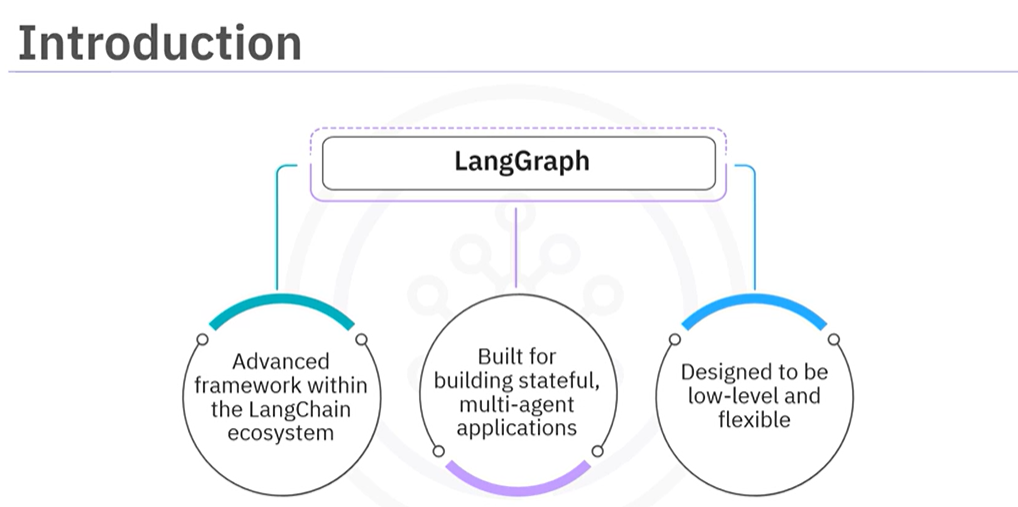 Introduction
LangGraph
Advanced
framework within
the LangChain
ecosystem
Built for
building stateful,
multi-agent
applications
Designed to be
low-level and
flexible